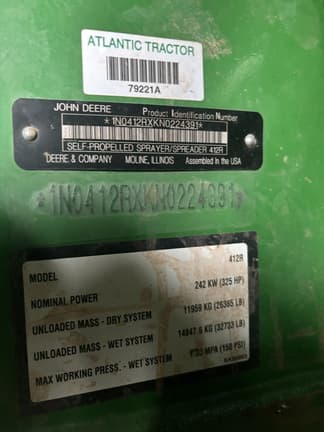 ATLANTIC TRACTOR
79221A
JOHN DEERE Product Identification Number
*1N0412RXKN0224391*
SELF-PROPELLED SPRAYER/SPREADER 412R
DEERE & COMPANY MOLINE, ILLINOIS Assembled in the USA
*1N0412RXKN0224391*
MODEL 412R
NOMINAL POWER 242 KW (325 HP)
UNLOADED MASS - DRY SYSTEM 11959 KG (26365 LB)
UNLOADED MASS - WET SYSTEM 14847.6 KG (32733 LB)
MAX WORKING PRESS. - WET SYSTEM MPA (150 PSI)